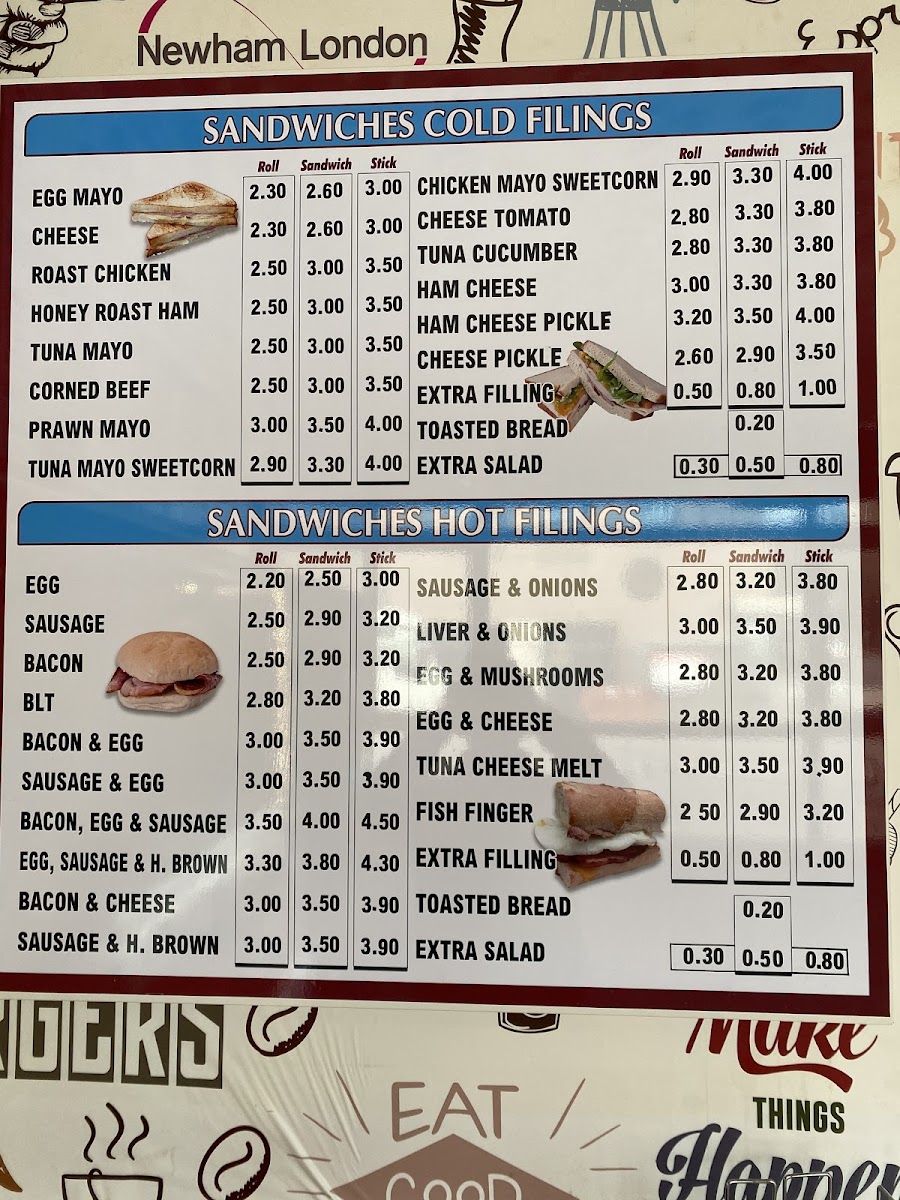 Newham London
SANDWICHES COLD FILINGS
Roll Sandwich Stick
EGG MAYO 2.30 2.60 3.00
CHEESE 2.30 2.60 3.00
ROAST CHICKEN 2.50 3.00 3.50
HONEY ROAST HAM 2.50 3.00 3.50
TUNA MAYO 2.50 3.00 3.50
CORNED BEEF 2.50 3.00 3.50
PRAWN MAYO 3.00 3.50 4.00
TUNA MAYO SWEETCORN 2.90 3.30 4.00
Roll Sandwich Stick
CHICKEN MAYO SWEETCORN 2.90 3.30 4.00
CHEESE TOMATO 2.80 3.30 3.80
TUNA CUCUMBER 2.80 3.30 3.80
HAM CHEESE 3.00 3.30 3.80
HAM CHEESE PICKLE 3.20 3.50 4.00
CHEESE PICKLE 2.60 2.90 3.50
EXTRA FILLING 0.50 0.80 1.00
TOASTED BREAD 0.20
EXTRA SALAD 0.30 0.50 0.80
SANDWICHES HOT FILINGS
Roll Sandwich Stick
EGG 2.20 2.50 3.00
SAUSAGE 2.50 2.90 3.20
BACON 2.50 2.90 3.20
BLT 2.80 3.20 3.80
BACON & EGG 3.00 3.50 3.90
SAUSAGE & EGG 3.00 3.50 3.90
BACON, EGG & SAUSAGE 3.50 4.00 4.50
EGG, SAUSAGE & H. BROWN 3.30 3.80 4.30
BACON & CHEESE 3.00 3.50 3.90
SAUSAGE & H. BROWN 3.00 3.50 3.90
Roll Sandwich Stick
SAUSAGE & ONIONS 2.80 3.20 3.80
LIVER & ONIONS 3.00 3.50 3.90
EGG & MUSHROOMS 2.80 3.20 3.80
EGG & CHEESE 2.80 3.20 3.80
TUNA CHEESE MELT 3.00 3.50 3,90
FISH FINGER 2 50 2.90 3.20
EXTRA FILLING 0.50 0.80 1.00
TOASTED BREAD 0.20
EXTRA SALAD 0.30 0.50 0.80
RGERS
EAT
GOOD
Make
THINGS
Happen